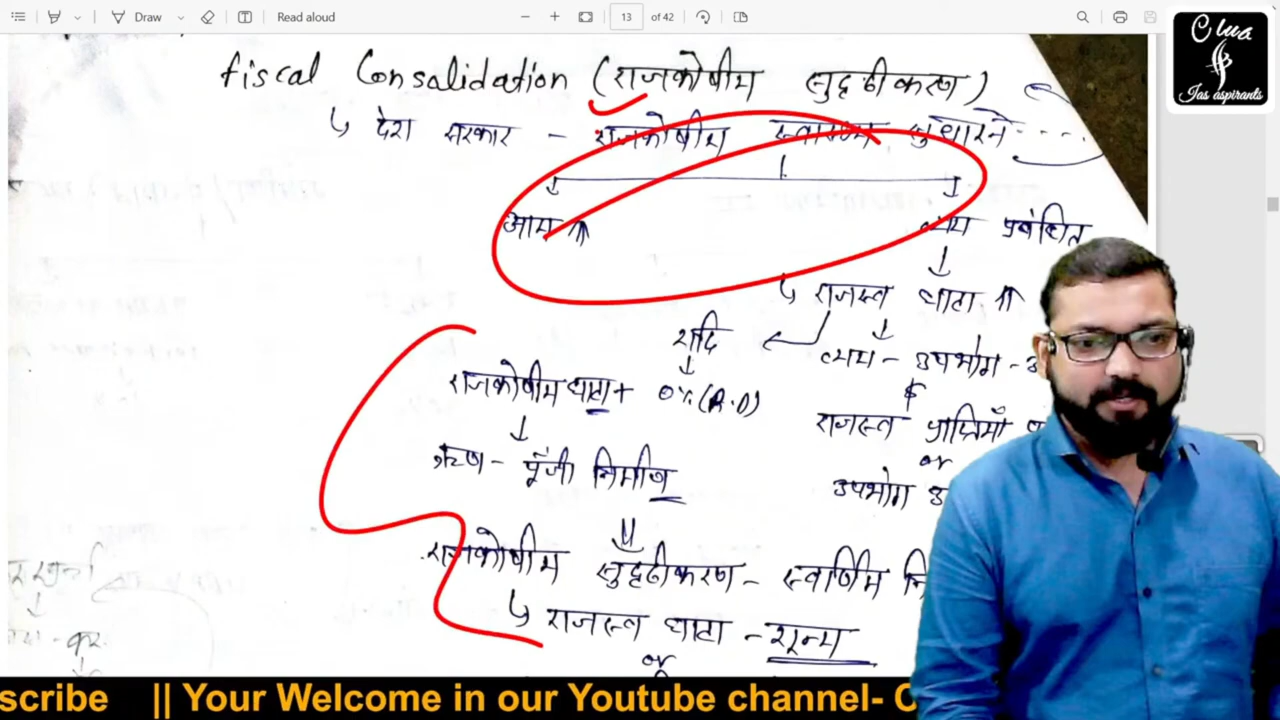 Draw
Read aloud
13 of 42
Clua
Ias aspirants
fiscal Consalidation (राजकोषीय सुदृढीकरण)
↳ देश सरकार - राजकोषीय स्वास्थ्य सुधारने ----
आय ⇑ व्यय प्रबंधित
↓
↳ राजस्व घाटा ⇑
यदि ← ↓
↓ व्यय - उपभोग -
राजकोषीय घाटा + 0% (R.D)
↓ राजस्व प्राप्तियाँ
ऋण - पूँजी निर्माण or
उपभोग
⇓
राजकोषीय सुदृढीकरण - स्वर्णिम नि
↳ राजस्व घाटा - शून्य
or
scribe || Your Welcome in our Youtube channel- C